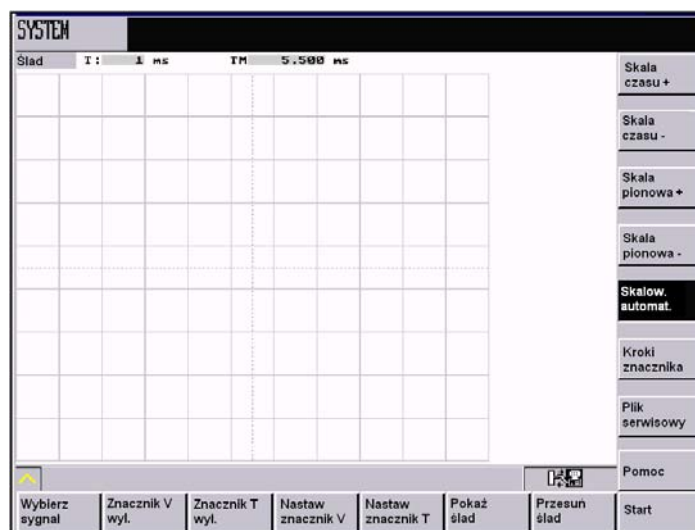 SYSTEM
Ślad T: 1 ms TM 5.500 ms
Skala
czasu +
Skala
czasu -
Skala
pionowa +
Skala
pionowa -
Skalow.
automat.
Kroki
znacznika
Plik
serwisowy
Pomoc
Wybierz
sygnał
Znacznik V
wył.
Znacznik T
wył.
Nastaw
znacznik V
Nastaw
znacznik T
Pokaż
ślad
Przesuń
ślad
Start